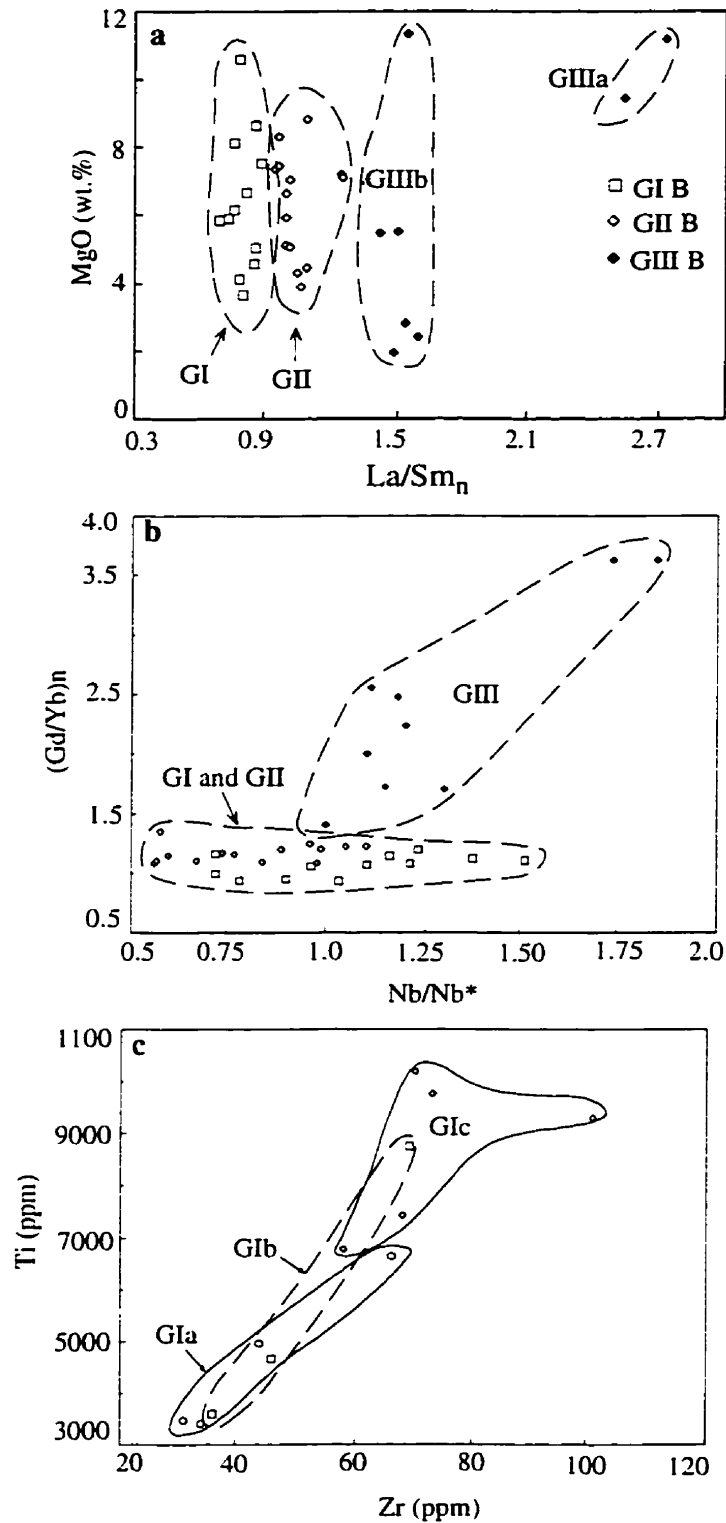 a
12
8
4
0
MgO (wt.%)
GIIIa
GIIIb
GI B
GII B
GIII B
GI
GII
0.3 0.9 1.5 2.1 2.7
La/Smn
b
4.0
3.5
2.5
1.5
0.5
(Gd/Yb)n
GIII
GI and GII
0.5 0.75 1.0 1.25 1.50 1.75 2.0
Nb/Nb*
c
1100
9000
7000
5000
3000
Ti (ppm)
GIc
GIb
GIa
20 40 60 80 100 120
Zr (ppm)